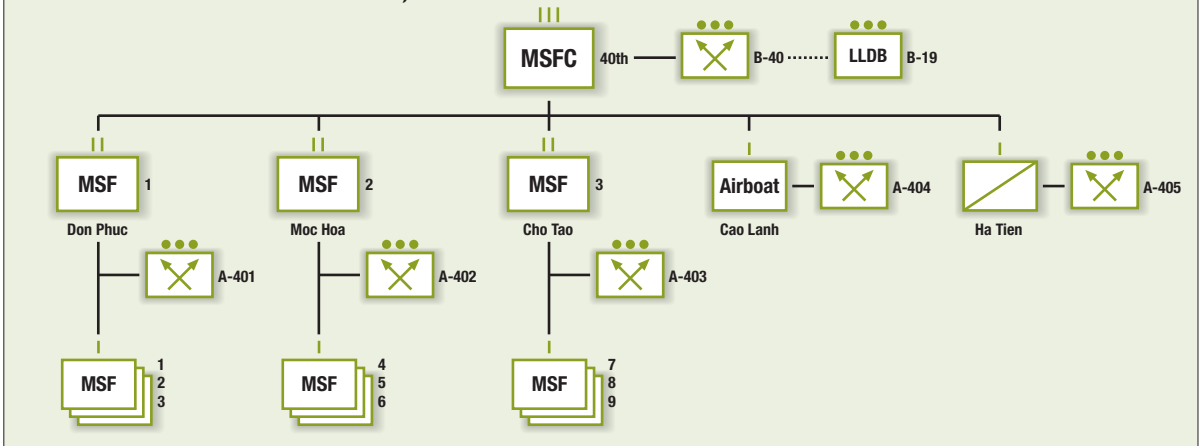 MSFC 40th B-40 LLDB B-19
MSF 1
MSF 2
MSF 3
Airboat A-404
A-405
Don Phuc
Moc Hoa
Cho Tao
Cao Lanh
Ha Tien
A-401
A-402
A-403
MSF
1
2
3
MSF
4
5
6
MSF
7
8
9